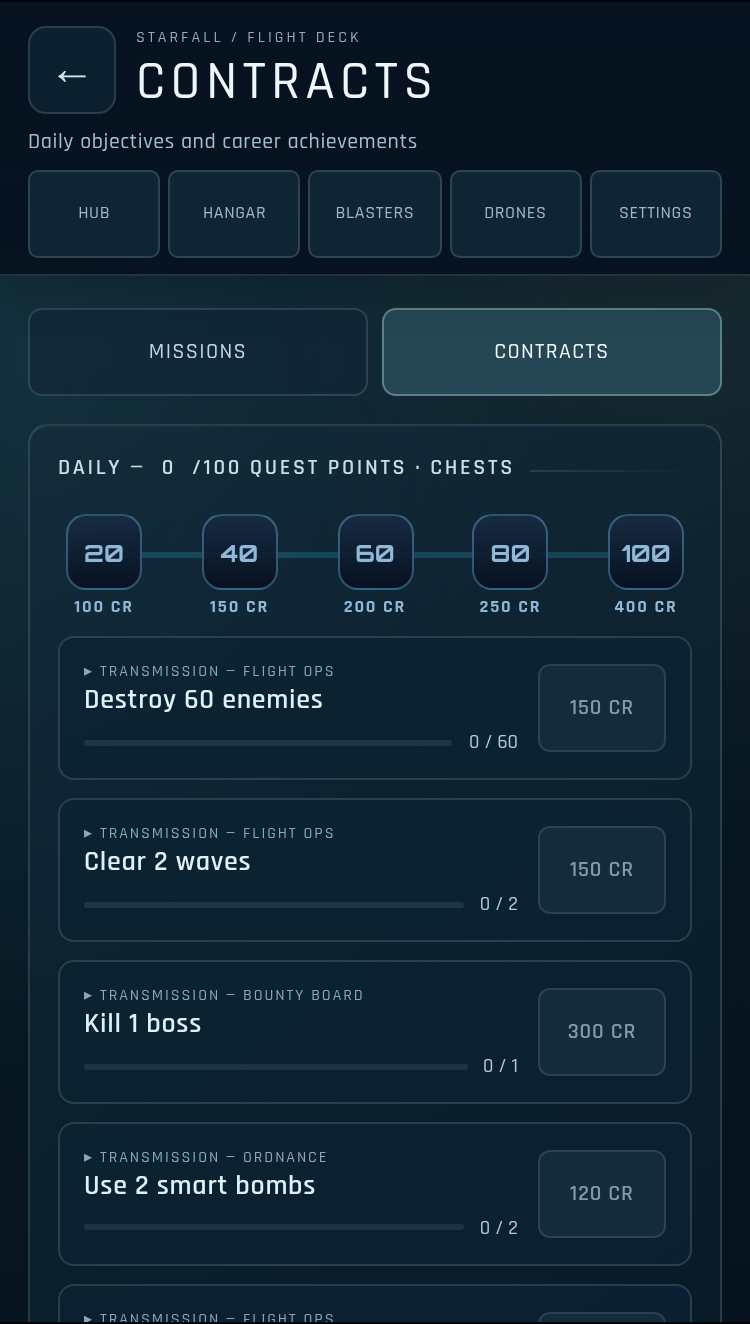 STARFALL / FLIGHT DECK
←
CONTRACTS
Daily objectives and career achievements
HUB
HANGAR
BLASTERS
DRONES
SETTINGS
MISSIONS
CONTRACTS
DAILY — 0 /100 QUEST POINTS · CHESTS
20
40
60
80
100
100 CR
150 CR
200 CR
250 CR
400 CR
▸ TRANSMISSION — FLIGHT OPS
Destroy 60 enemies
0 / 60
150 CR
▸ TRANSMISSION — FLIGHT OPS
Clear 2 waves
0 / 2
150 CR
▸ TRANSMISSION — BOUNTY BOARD
Kill 1 boss
0 / 1
300 CR
▸ TRANSMISSION — ORDNANCE
Use 2 smart bombs
0 / 2
120 CR
▸ TRANSMISSION — FLIGHT OPS